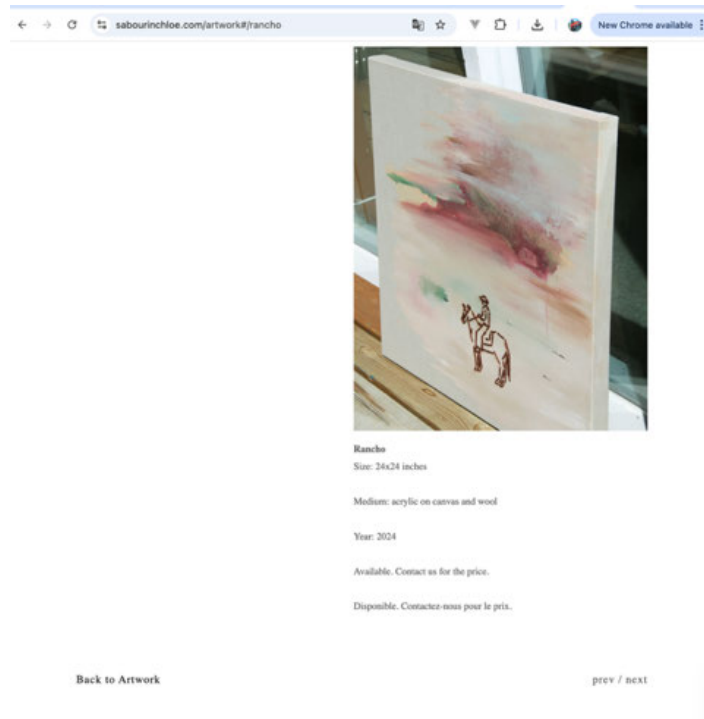 sabourinchloe.com/artwork#/rancho
New Chrome available
Rancho
Size: 24x24 inches
Medium: acrylic on canvas and wool
Year: 2024
Available. Contact us for the price.
Disponible. Contactez-nous pour le prix.
Back to Artwork
prev / next